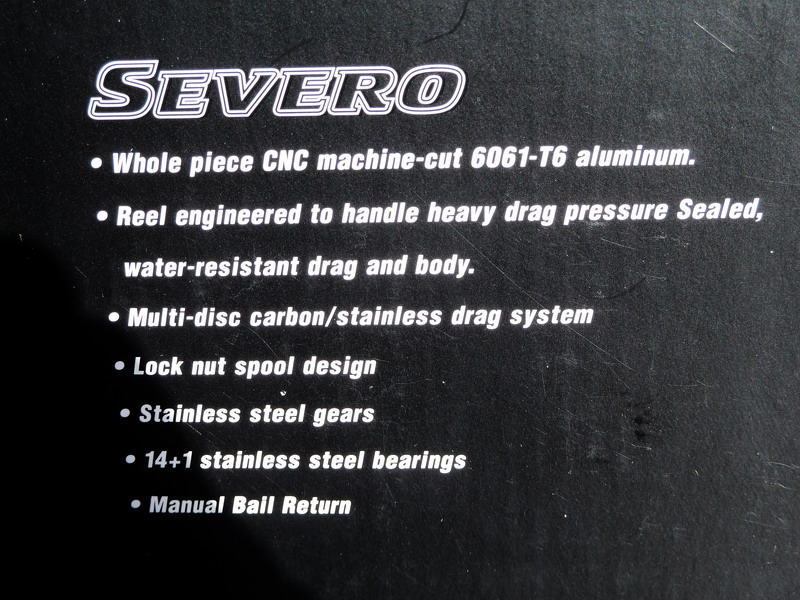 SEVERO
• Whole piece CNC machine-cut 6061-T6 aluminum.
• Reel engineered to handle heavy drag pressure Sealed,
water-resistant drag and body.
• Multi-disc carbon/stainless drag system
• Lock nut spool design
• Stainless steel gears
• 14+1 stainless steel bearings
• Manual Bail Return